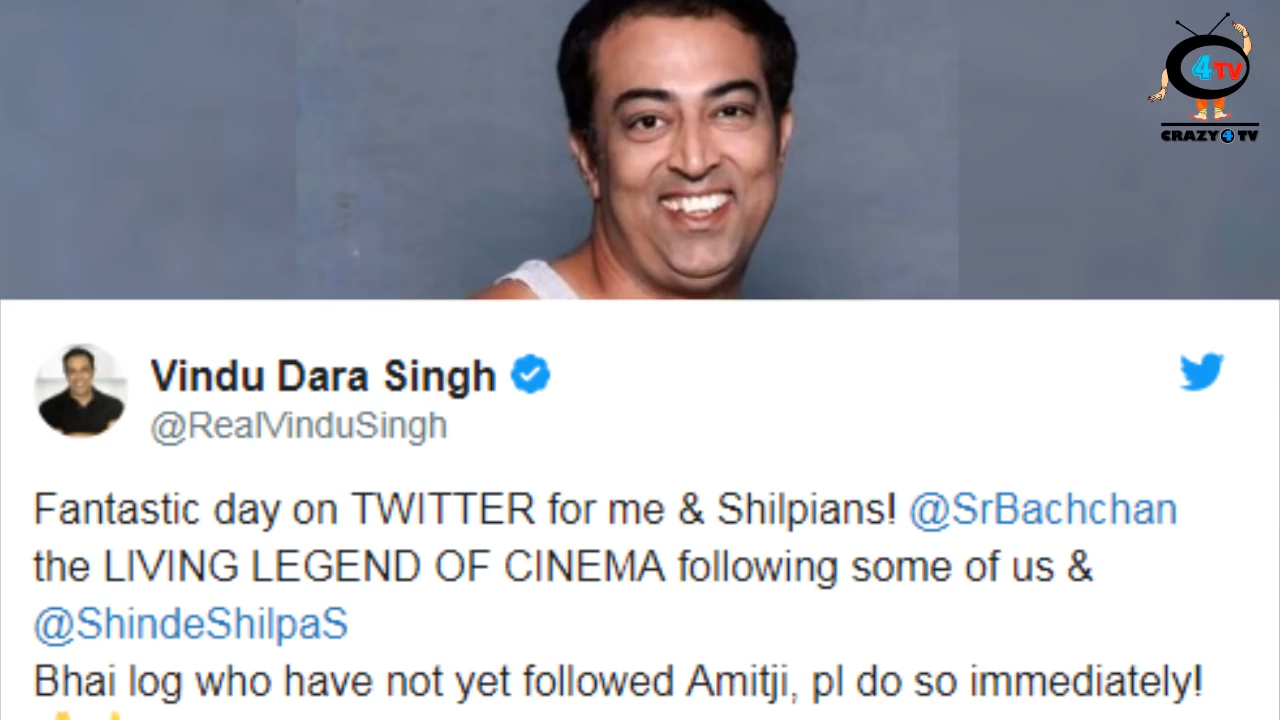 4TV
CRAZY4TV
Vindu Dara Singh
@RealVinduSingh
Fantastic day on TWITTER for me & Shilpians! @SrBachchan
the LIVING LEGEND OF CINEMA following some of us &
@ShindeShilpaS
Bhai log who have not yet followed Amitji, pl do so immediately!